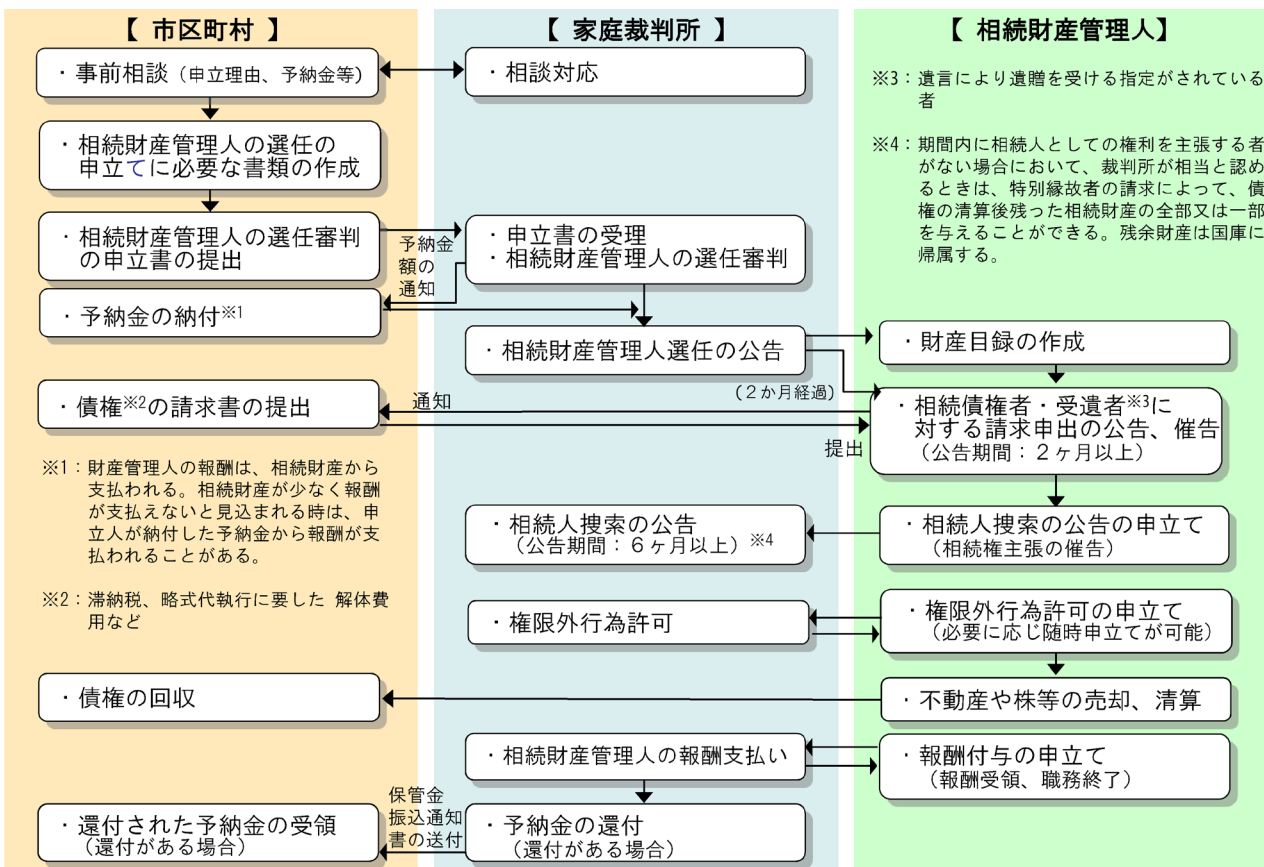 【 市区町村 】
・事前相談（申立理由、予納金等）
・相続財産管理人の選任の
申立てに必要な書類の作成
・相続財産管理人の選任審判
の申立書の提出
・予納金の納付※1
・債権※2の請求書の提出
※1：財産管理人の報酬は、相続財産から
支払われる。相続財産が少なく報酬
が支払えないと見込まれる時は、申
立人が納付した予納金から報酬が支
払われることがある。
※2：滞納税、略式代執行に要した 解体費
用など
・債権の回収
・還付された予納金の受領
（還付がある場合）
予納金
額の
通知
通知
提出
（２か月経過）
保管金
振込通知
書の送付
【 家庭裁判所 】
・相談対応
・申立書の受理
・相続財産管理人の選任審判
・相続財産管理人選任の公告
・相続人捜索の公告
（公告期間：６ヶ月以上）※4
・権限外行為許可
・相続財産管理人の報酬支払い
・予納金の還付
（還付がある場合）
【 相続財産管理人】
※3：遺言により遺贈を受ける指定がされている
者
※4：期間内に相続人としての権利を主張する者
がない場合において、裁判所が相当と認め
るときは、特別縁故者の請求によって、債
権の清算後残った相続財産の全部又は一部
を与えることができる。残余財産は国庫に
帰属する。
・財産目録の作成
・相続債権者・受遺者※3に
対する請求申出の公告、催告
（公告期間：２ヶ月以上）
・相続人捜索の公告の申立て
（相続権主張の催告）
・権限外行為許可の申立て
（必要に応じ随時申立てが可能）
・不動産や株等の売却、清算
・報酬付与の申立て
（報酬受領、職務終了）